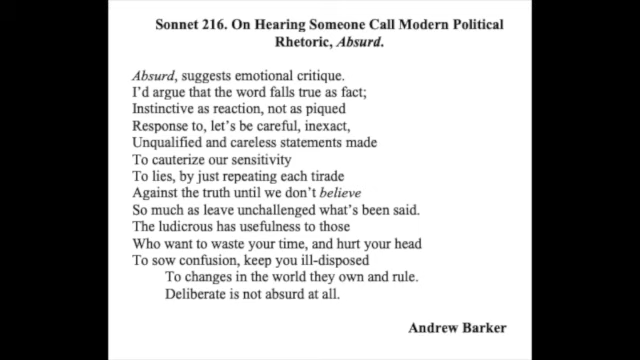 Sonnet 216. On Hearing Someone Call Modern Political
Rhetoric, Absurd.
Absurd, suggests emotional critique.
I'd argue that the word falls true as fact;
Instinctive as reaction, not as piqued
Response to, let's be careful, inexact,
Unqualified and careless statements made
To cauterize our sensitivity
To lies, by just repeating each tirade
Against the truth until we don't believe
So much as leave unchallenged what's been said.
The ludicrous has usefulness to those
Who want to waste your time, and hurt your head
To sow confusion, keep you ill-disposed
To changes in the world they own and rule.
Deliberate is not absurd at all.
Andrew Barker